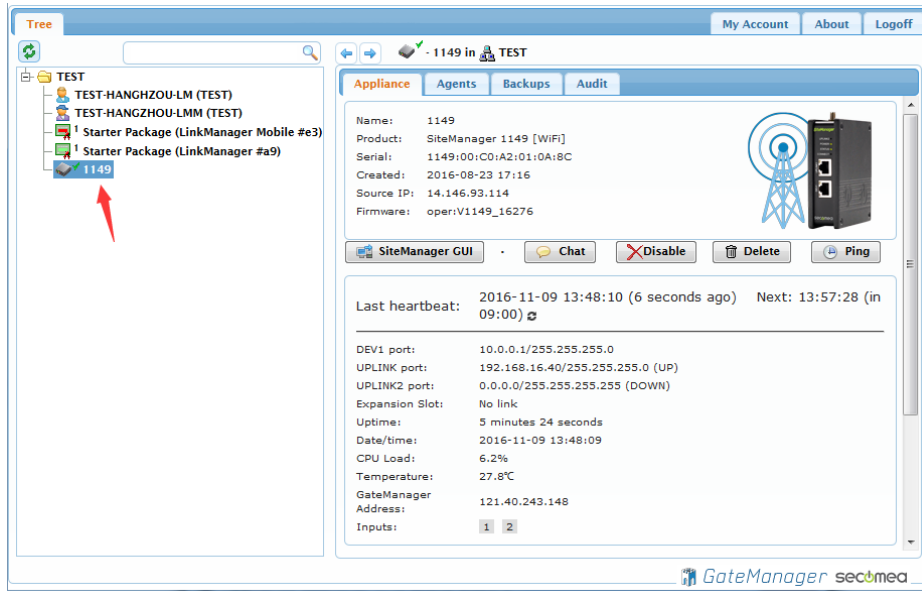 Tree
My Account About Logoff
- 1149 in TEST
TEST
TEST-HANGHZOU-LM (TEST)
TEST-HANGZHOU-LMM (TEST)
1 Starter Package (LinkManager Mobile #e3)
1 Starter Package (LinkManager #a9)
1149
Appliance Agents Backups Audit
Name: 1149
Product: SiteManager 1149 [WiFi]
Serial: 1149:00:C0:A2:01:0A:8C
Created: 2016-08-23 17:16
Source IP: 14.146.93.114
Firmware: oper:V1149_16276
SiteManager GUI · Chat Disable Delete Ping
Last heartbeat: 2016-11-09 13:48:10 (6 seconds ago) Next: 13:57:28 (in
09:00)
DEV1 port: 10.0.0.1/255.255.255.0
UPLINK port: 192.168.16.40/255.255.255.0 (UP)
UPLINK2 port: 0.0.0.0/255.255.255.255 (DOWN)
Expansion Slot: No link
Uptime: 5 minutes 24 seconds
Date/time: 2016-11-09 13:48:09
CPU Load: 6.2%
Temperature: 27.8℃
GateManager
Address: 121.40.243.148
Inputs: 1 2
GateManager secomea